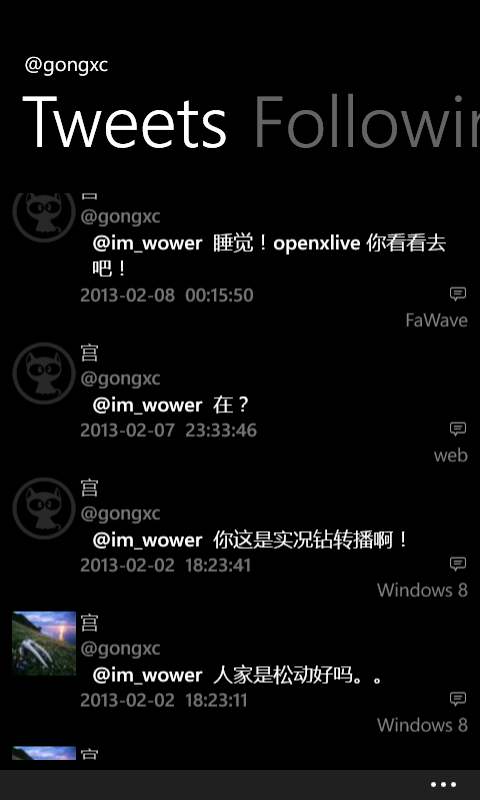 @gongxc
Tweets Followin
宫
@gongxc
@im_wower 睡觉！openxlive 你看看去
吧！
2013-02-08 00:15:50
FaWave
宫
@gongxc
@im_wower 在？
2013-02-07 23:33:46
web
宫
@gongxc
@im_wower 你这是实况钻转播啊！
2013-02-02 18:23:41
Windows 8
宫
@gongxc
@im_wower 人家是松动好吗。。
2013-02-02 18:23:11
Windows 8
宫